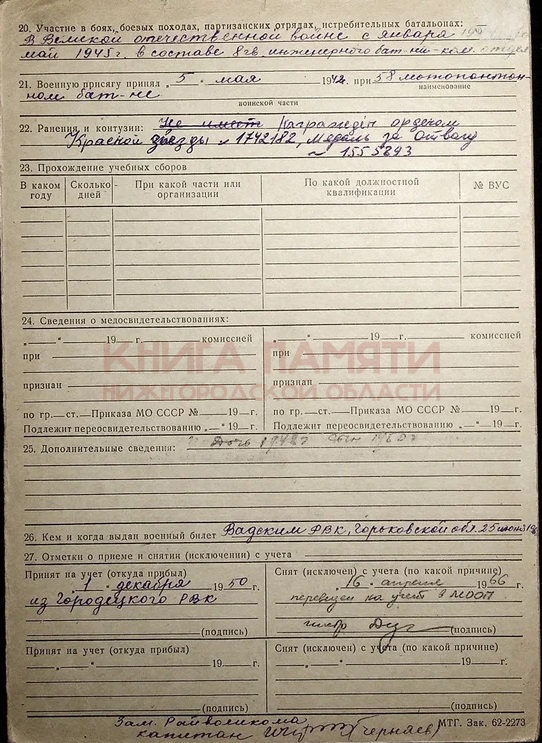 20. Участие в боях, боевых походах, партизанских отрядах, истребительных батальонах:
В Великой отечественной войне с января
май 1945 г. в составе 8 гв. инженерного бат-на
21. Военную присягу принял „ 5 “ мая 1942 при 58 мотопонтон-
наименование
ном бат-не
воинской части
22. Ранения и контузии: Не имеет Награжден орденом
Красной звезды № 1742182, Медаль за Отвагу
№ 1555693
23. Прохождение учебных сборов
В каком году
Сколько дней
При какой части или организации
По какой должностной квалификации
№ ВУС
24. Сведения о медосвидетельствованиях:
„ “ 19 г. комиссией
„ “ 19 г. комиссией
при
при
КНИГА ПАМЯТИ
НИЖЕГОРОДСКОЙ ОБЛАСТИ
признан
признан
по гр. ст. Приказа МО СССР № 19 г.
по гр. ст. Приказа МО СССР № 19 г.
Подлежит переосвидетельствованию „ “ 19 г.
Подлежит переосвидетельствованию „ “ 19 г.
25. Дополнительные сведения: Дочь 1948 г Сын
26. Кем и когда выдан военный билет Вадским РВК, Горьковской обл. 25 июня
27. Отметки о приеме и снятии (исключении) с учета
Принят на учет (откуда прибыл)
„ 1 “ декабря 1950 г.
из Городецкого РВК
(подпись)
Снят (исключен) с учета (по какой причине)
„ 16 “ апреля 1966 г.
переведен на учет в МООП
(подпись)
Принят на учет (откуда прибыл)
„ “ 19 г.
(подпись)
Снят (исключен) с учета (по какой причине)
„ “ 19 г.
(подпись)
МТГ. Зак. 62-2273
Зам. Райвоенкома
капитан (Черняев)